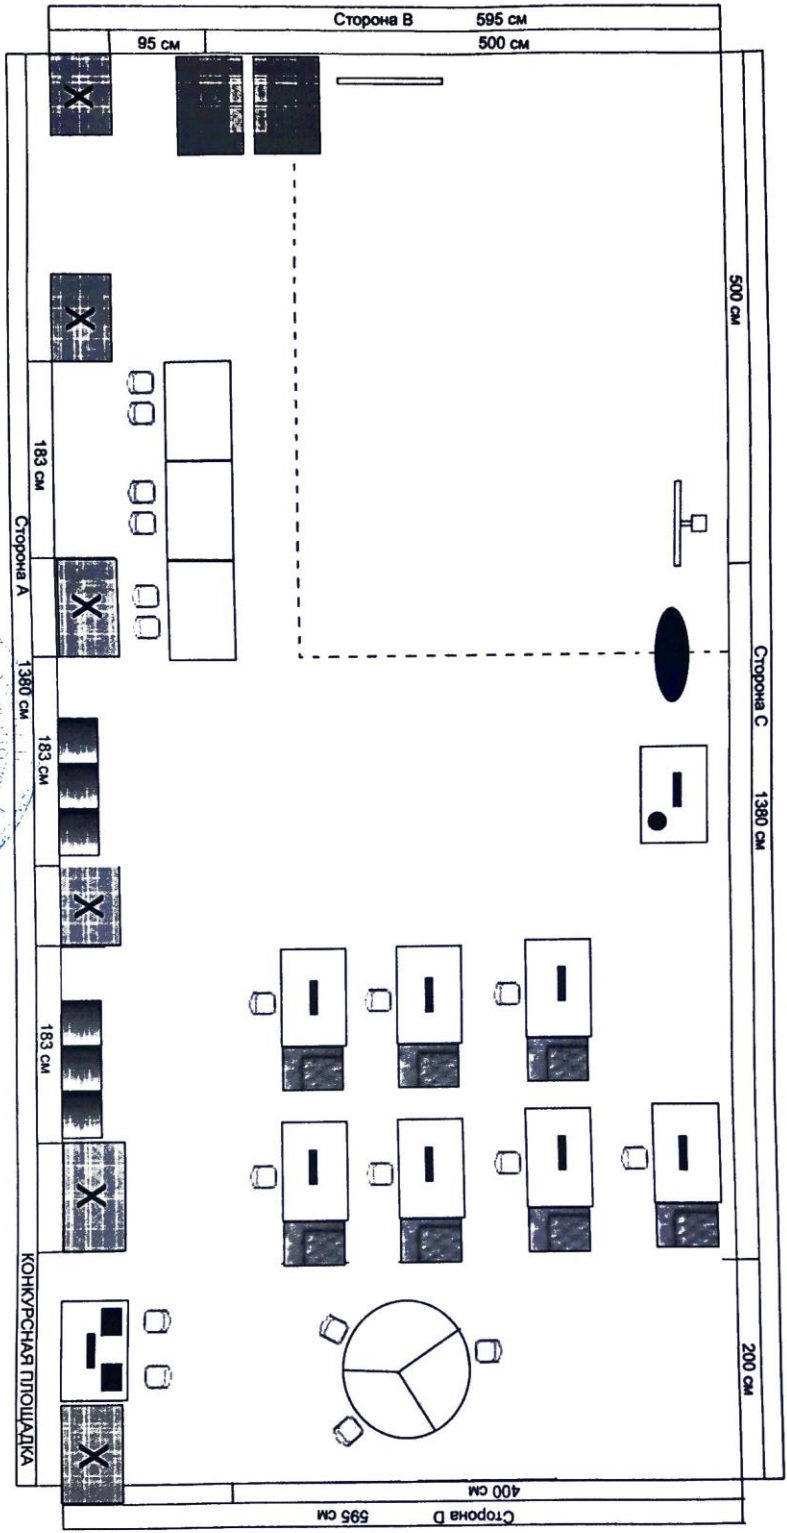 Сторона В 595 см
95 см 500 см
500 см
Сторона С 1380 см
200 см
183 см
Сторона А 1380 см
183 см
183 см
КОНКУРСНАЯ ПЛОЩАДКА
400 см
Сторона D 595 см
X
X
X
X
X
X